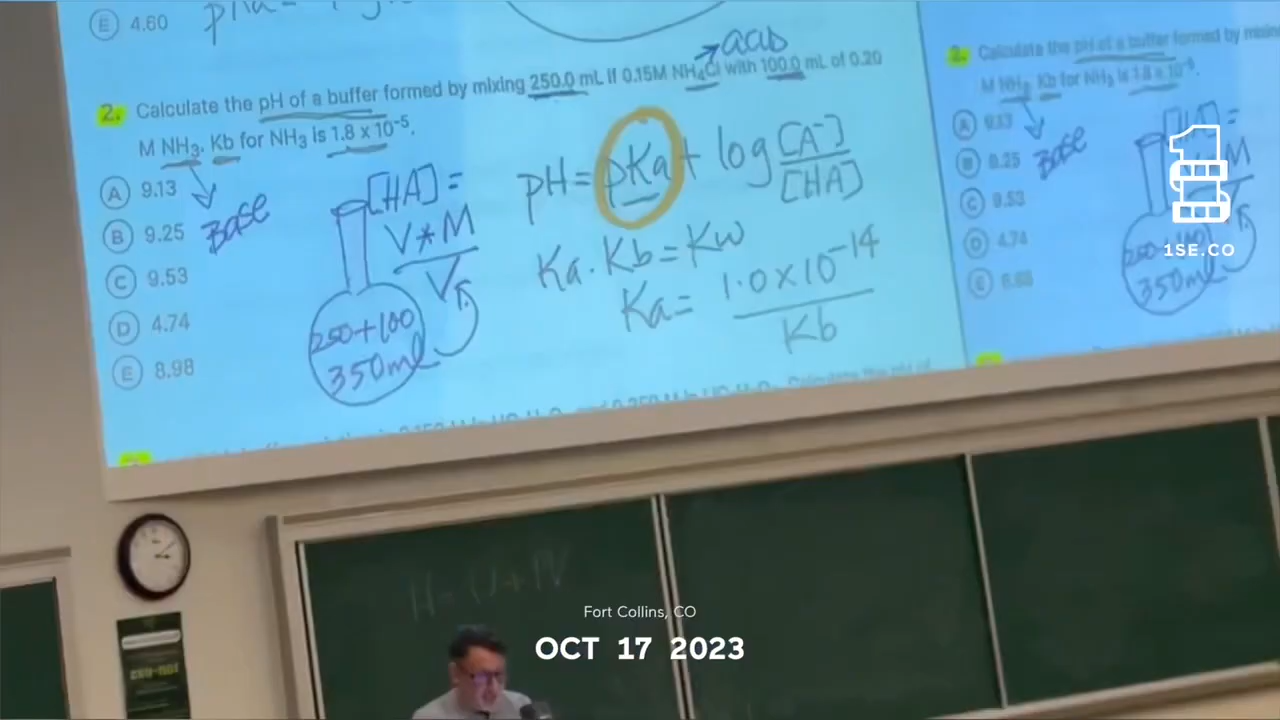 E 4.60
2. Calculate the pH of a buffer formed by mixing 250.0 mL if 0.15M NH4Cl with 100.0 mL of 0.20
M NH3. Kb for NH3 is 1.8 x 10-5.
A 9.13
B 9.25
C 9.53
D 4.74
E 8.98
Base
[HA] =
V*M
V
250+100
350ml
pH = pKa + log [A-]
[HA]
Ka·Kb=Kw
Ka= 1.0x10-14
Kb
2. Calculate the pH of a buffer formed by
M NH3. Kb for NH3 is 1.8 x 10-5.
A 9.13
B 9.25
C 9.53
D 4.74
Base
350ml
1SE.CO
Fort Collins, CO
OCT 17 2023